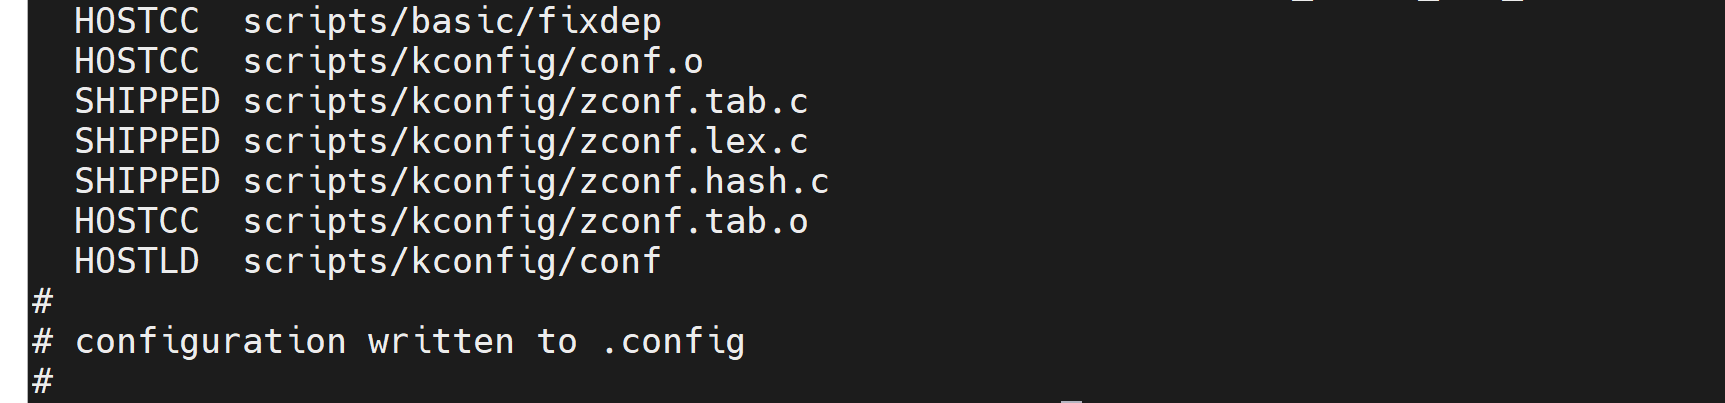 HOSTCC  scripts/basic/fixdep
HOSTCC  scripts/kconfig/conf.o
SHIPPED scripts/kconfig/zconf.tab.c
SHIPPED scripts/kconfig/zconf.lex.c
SHIPPED scripts/kconfig/zconf.hash.c
HOSTCC  scripts/kconfig/zconf.tab.o
HOSTLD  scripts/kconfig/conf
#
# configuration written to .config
#